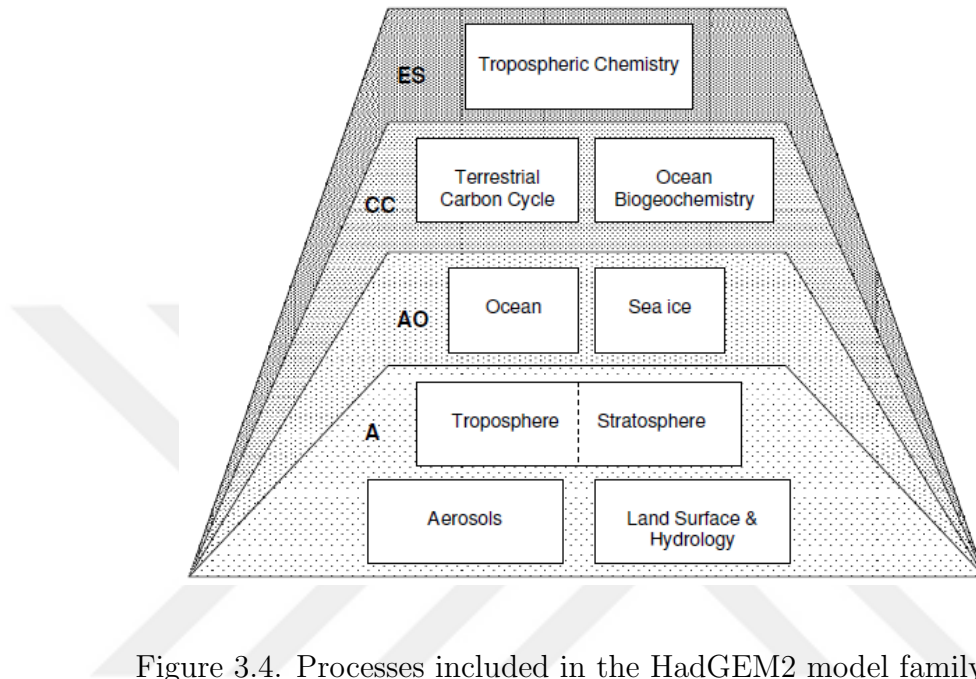 ES
Tropospheric Chemistry
CC
Terrestrial
Carbon Cycle
Ocean
Biogeochemistry
AO
Ocean
Sea ice
A
Troposphere
Stratosphere
Aerosols
Land Surface &
Hydrology
Figure 3.4. Processes included in the HadGEM2 model family